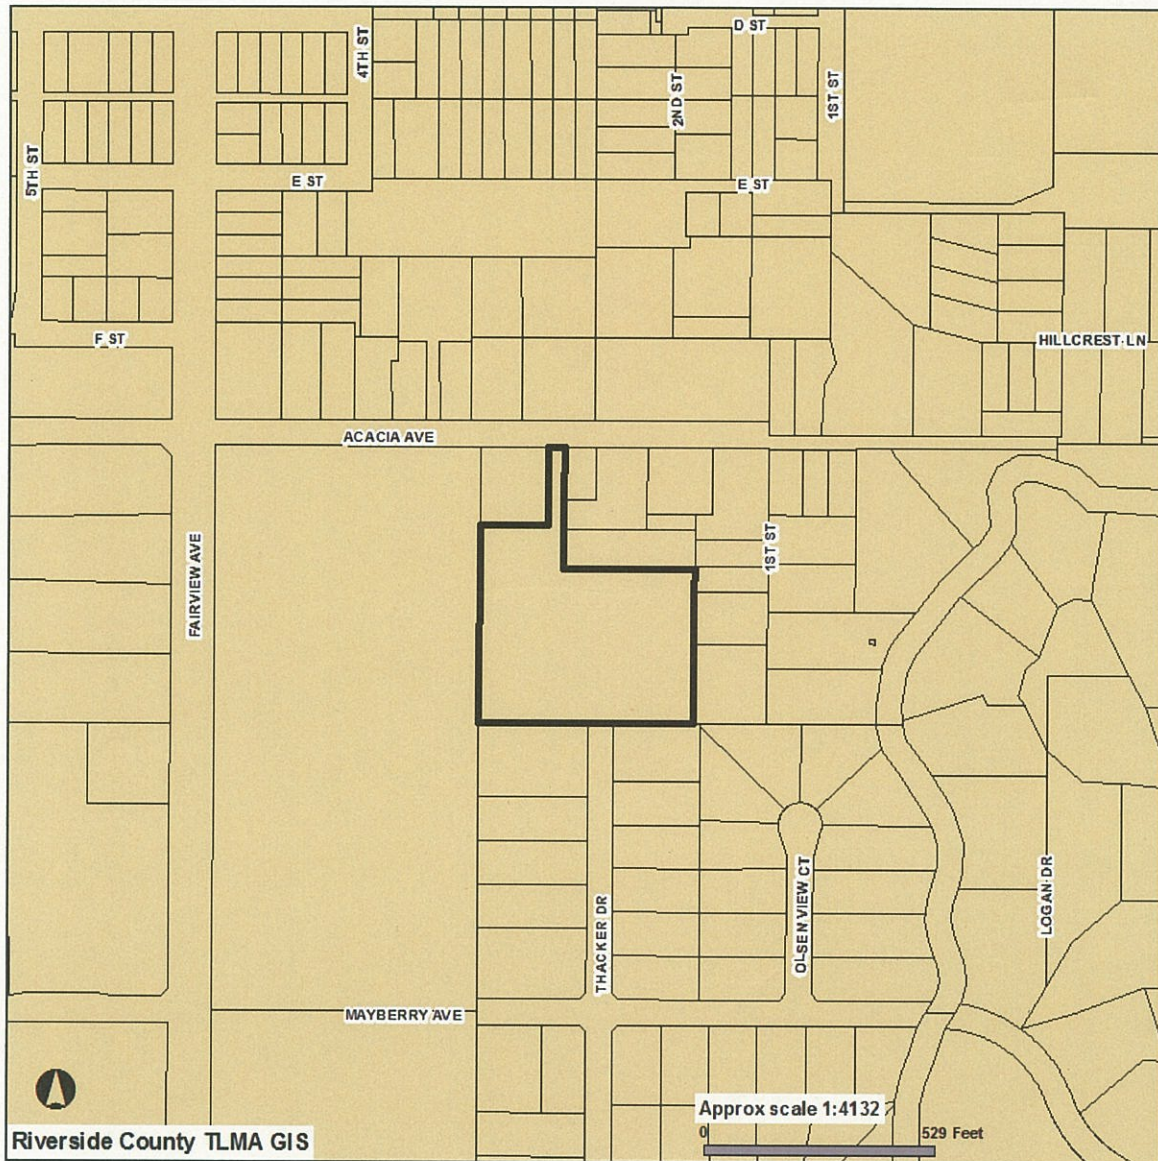 D ST
4TH ST
2ND ST
1ST ST
5TH ST
E ST
E ST
F ST
HILLCREST LN
ACACIA AVE
FAIRVIEW AVE
1ST ST
THACKER DR
OLSEN VIEW CT
LOGAN DR
MAYBERRY AVE
Approx scale 1:4132
0 529 Feet
Riverside County TLMA GIS